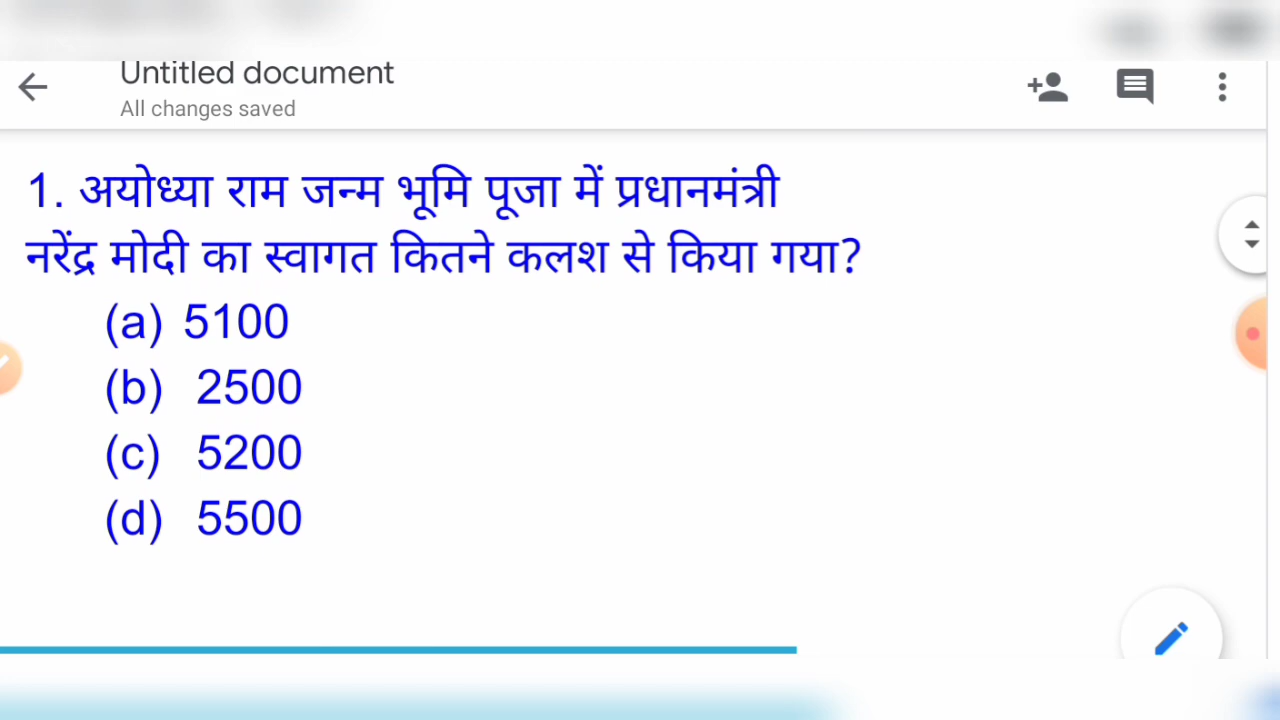 Untitled document
All changes saved
1. अयोध्या राम जन्म भूमि पूजा में प्रधानमंत्री
नरेंद्र मोदी का स्वागत कितने कलश से किया गया?
(a) 5100
(b) 2500
(c) 5200
(d) 5500